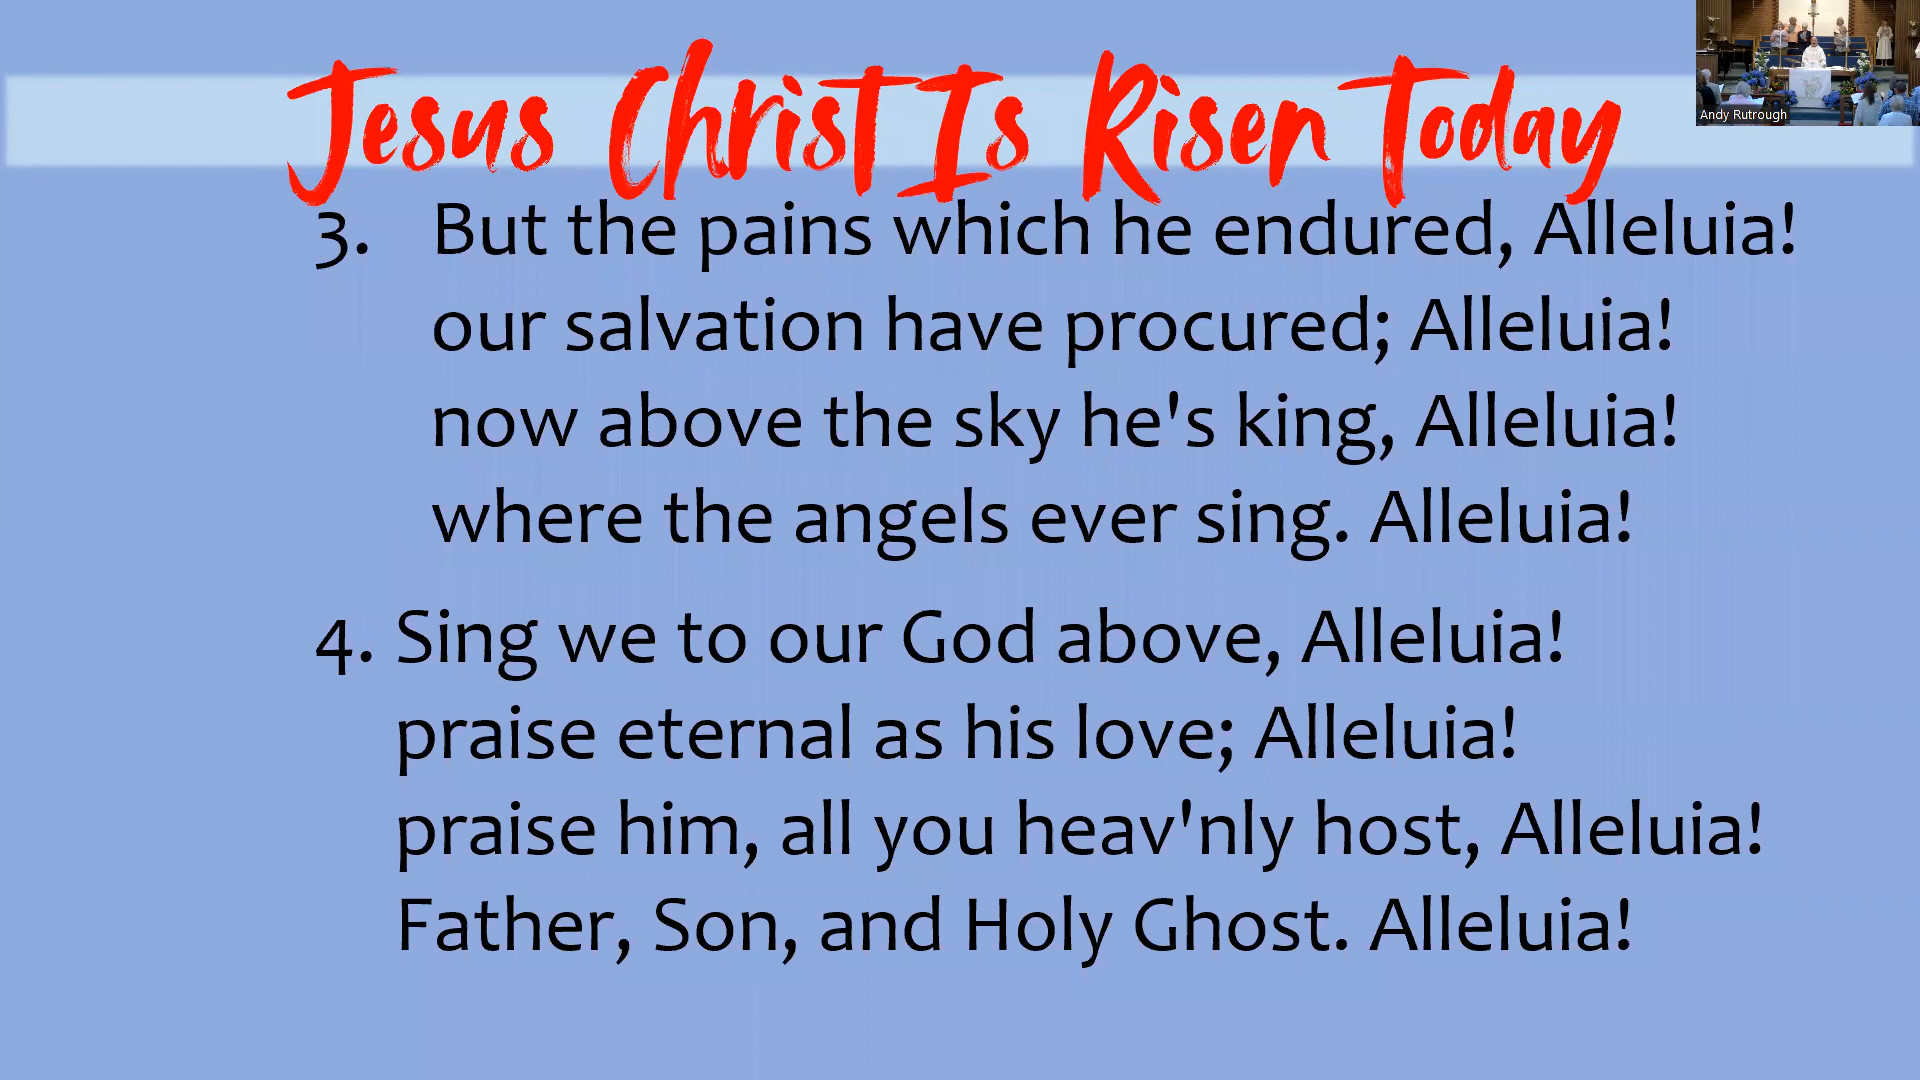 Jesus Christ Is Risen Today
Andy Rutrough
3. But the pains which he endured, Alleluia!
our salvation have procured; Alleluia!
now above the sky he's king, Alleluia!
where the angels ever sing. Alleluia!
4. Sing we to our God above, Alleluia!
praise eternal as his love; Alleluia!
praise him, all you heav'nly host, Alleluia!
Father, Son, and Holy Ghost. Alleluia!